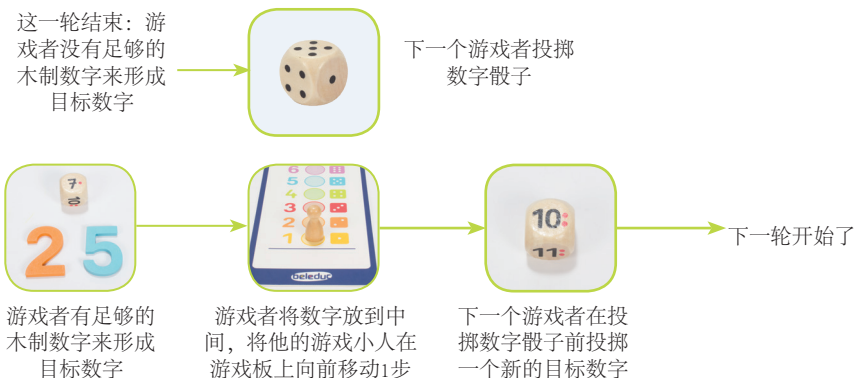 这一轮结束：游
戏者没有足够的
木制数字来形成
目标数字
下一个游戏者投掷
数字骰子
7
2 5
6
5
4
3
2
1
beleduc
10
11
下一轮开始了
游戏者有足够的
木制数字来形成
目标数字
游戏者将数字放到中
间，将他的游戏小人在
游戏板上向前移动1步
下一个游戏者在投
掷数字骰子前投掷
一个新的目标数字